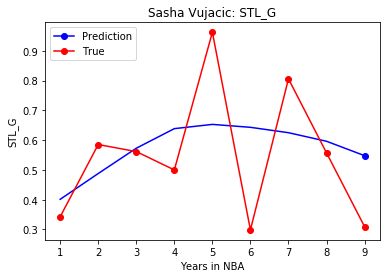 Sasha Vujacic: STL_G
Prediction
True
STL_G
0.9
0.8
0.7
0.6
0.5
0.4
0.3
1 2 3 4 5 6 7 8 9
Years in NBA